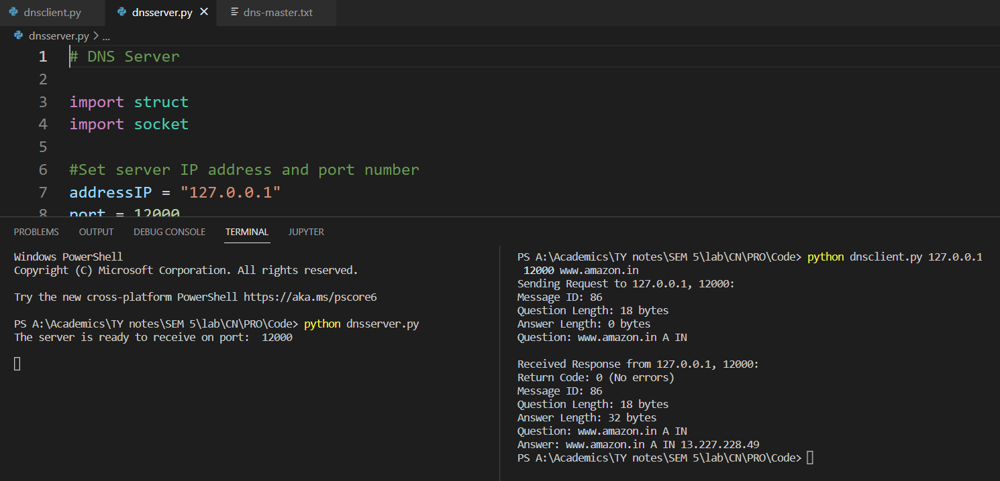 dnsclient.py dnsserver.py × dns-master.txt
dnsserver.py > ...
1 # DNS Server
2
3 import struct
4 import socket
5
6 #Set server IP address and port number
7 addressIP = "127.0.0.1"
8 port = 12000
PROBLEMS OUTPUT DEBUG CONSOLE TERMINAL JUPYTER
Windows PowerShell
Copyright (C) Microsoft Corporation. All rights reserved.
Try the new cross-platform PowerShell https://aka.ms/pscore6
PS A:\Academics\TY notes\SEM 5\lab\CN\PRO\Code> python dnsserver.py
The server is ready to receive on port:  12000
PS A:\Academics\TY notes\SEM 5\lab\CN\PRO\Code> python dnsclient.py 127.0.0.1
12000 www.amazon.in
Sending Request to 127.0.0.1, 12000:
Message ID: 86
Question Length: 18 bytes
Answer Length: 0 bytes
Question: www.amazon.in A IN
Received Response from 127.0.0.1, 12000:
Return Code: 0 (No errors)
Message ID: 86
Question Length: 18 bytes
Answer Length: 32 bytes
Question: www.amazon.in A IN
Answer: www.amazon.in A IN 13.227.228.49
PS A:\Academics\TY notes\SEM 5\lab\CN\PRO\Code>